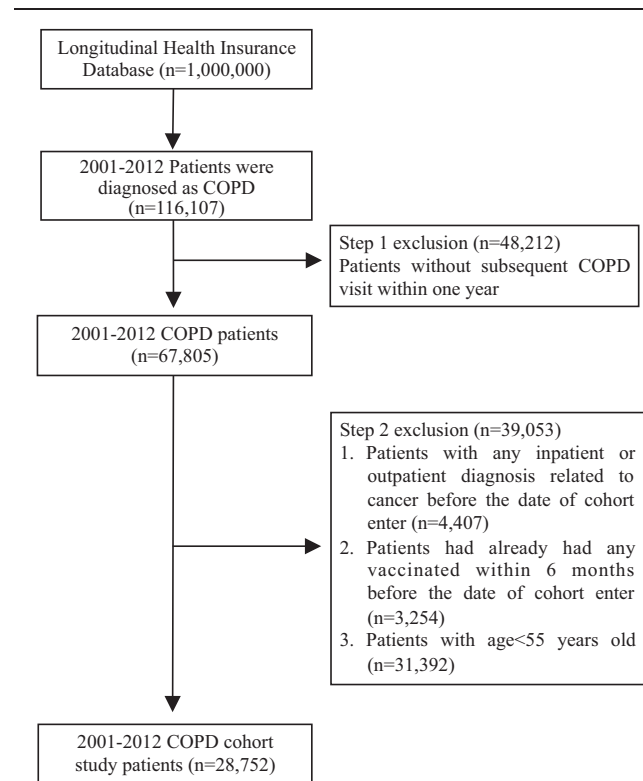 Longitudinal Health Insurance
Database (n=1,000,000)
2001-2012 Patients were
diagnosed as COPD
(n=116,107)
Step 1 exclusion (n=48,212)
Patients without subsequent COPD
visit within one year
2001-2012 COPD patients
(n=67,805)
Step 2 exclusion (n=39,053)
1. Patients with any inpatient or
outpatient diagnosis related to
cancer before the date of cohort
enter (n=4,407)
2. Patients had already had any
vaccinated within 6 months
before the date of cohort enter
(n=3,254)
3. Patients with age<55 years old
(n=31,392)
2001-2012 COPD cohort
study patients (n=28,752)